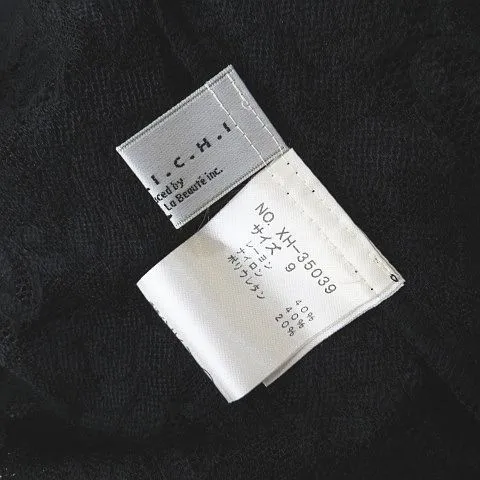 I.C.H.I
ced by
La Beauté inc.
NO. XH-35039
サイズ 9
レーヨン 40%
ナイロン 40%
ポリウレタン 20%